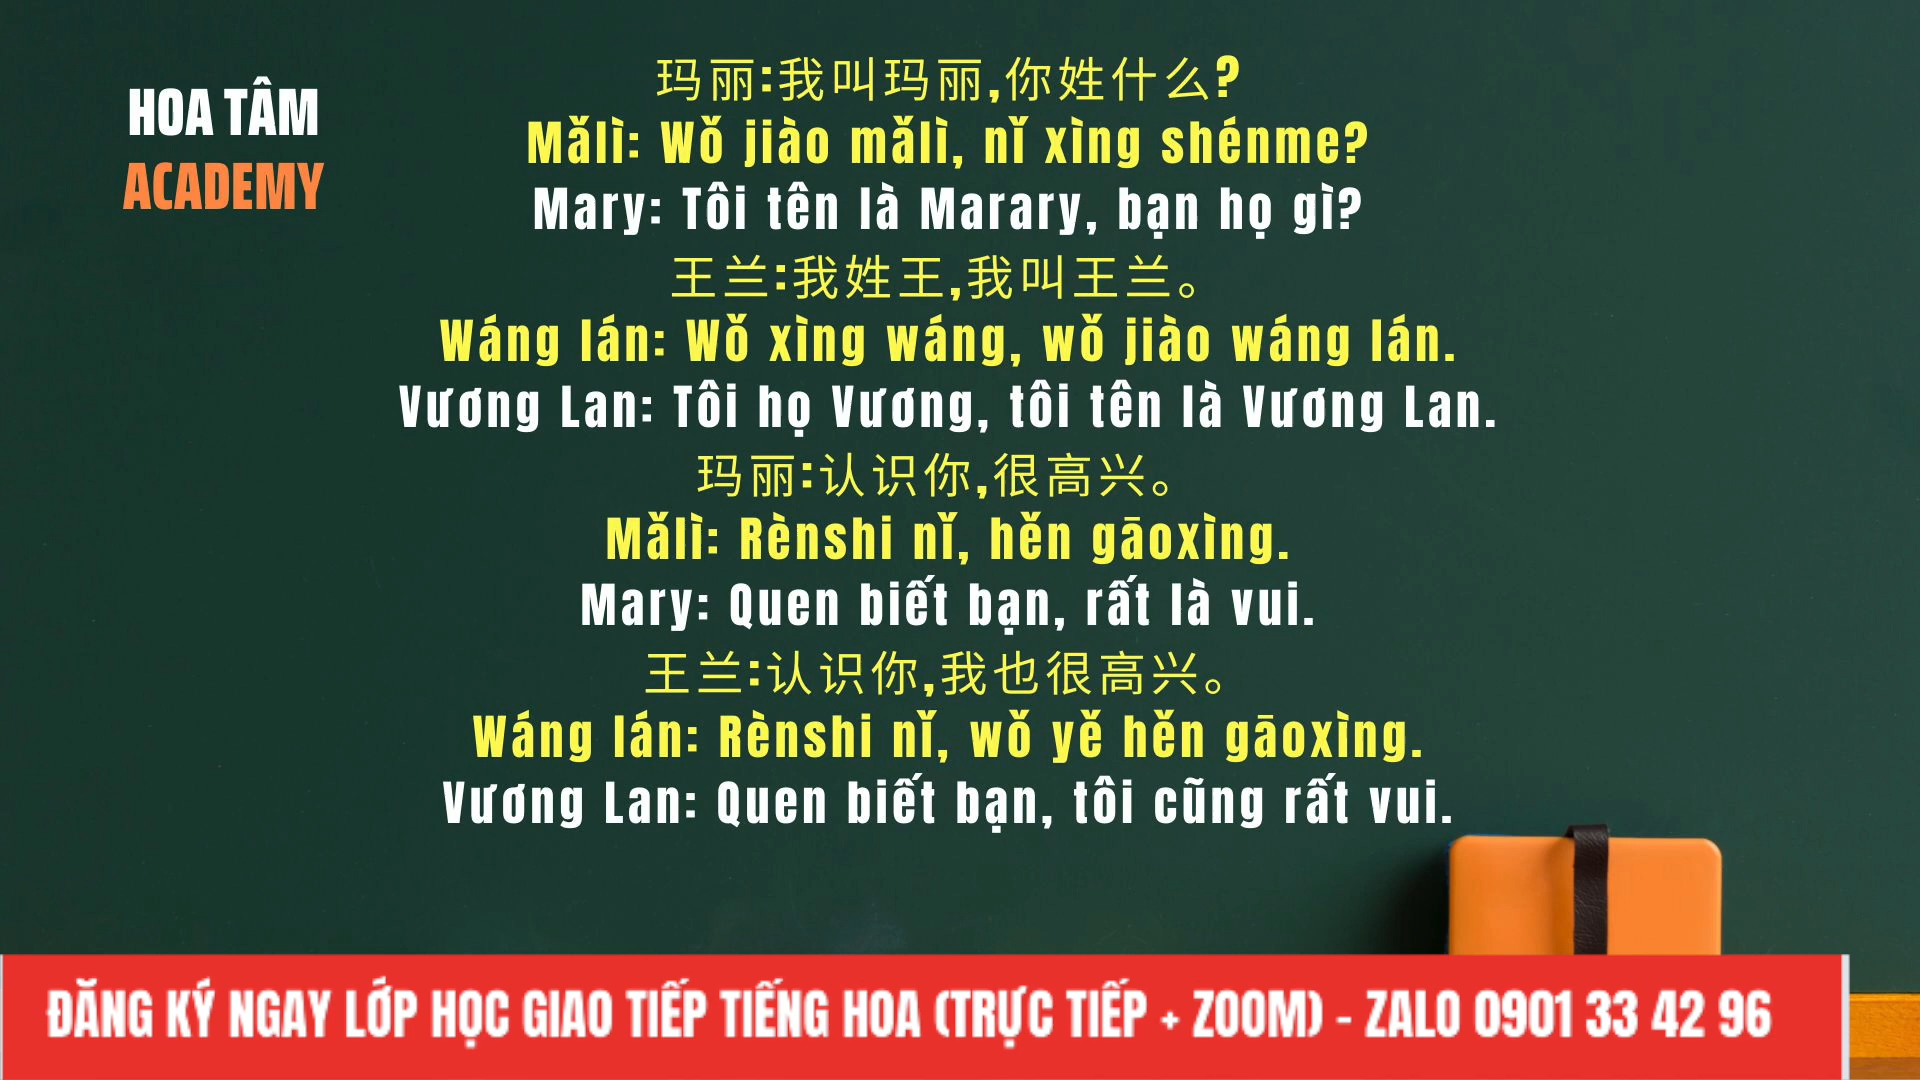 HOA TÂM
ACADEMY
玛丽:我叫玛丽,你姓什么?
Mǎlì: Wǒ jiào mǎlì, nǐ xìng shénme?
Mary: Tôi tên là Marary, bạn họ gì?
王兰:我姓王,我叫王兰。
Wáng lán: Wǒ xìng wáng, wǒ jiào wáng lán.
Vương Lan: Tôi họ Vương, tôi tên là Vương Lan.
玛丽:认识你,很高兴。
Mǎlì: Rènshi nǐ, hěn gāoxìng.
Mary: Quen biết bạn, rất là vui.
王兰:认识你,我也很高兴。
Wáng lán: Rènshi nǐ, wǒ yě hěn gāoxìng.
Vương Lan: Quen biết bạn, tôi cũng rất vui.
ĐĂNG KÝ NGAY LỚP HỌC GIAO TIẾP TIẾNG HOA (TRỰC TIẾP + ZOOM) - ZALO 0901 33 42 96